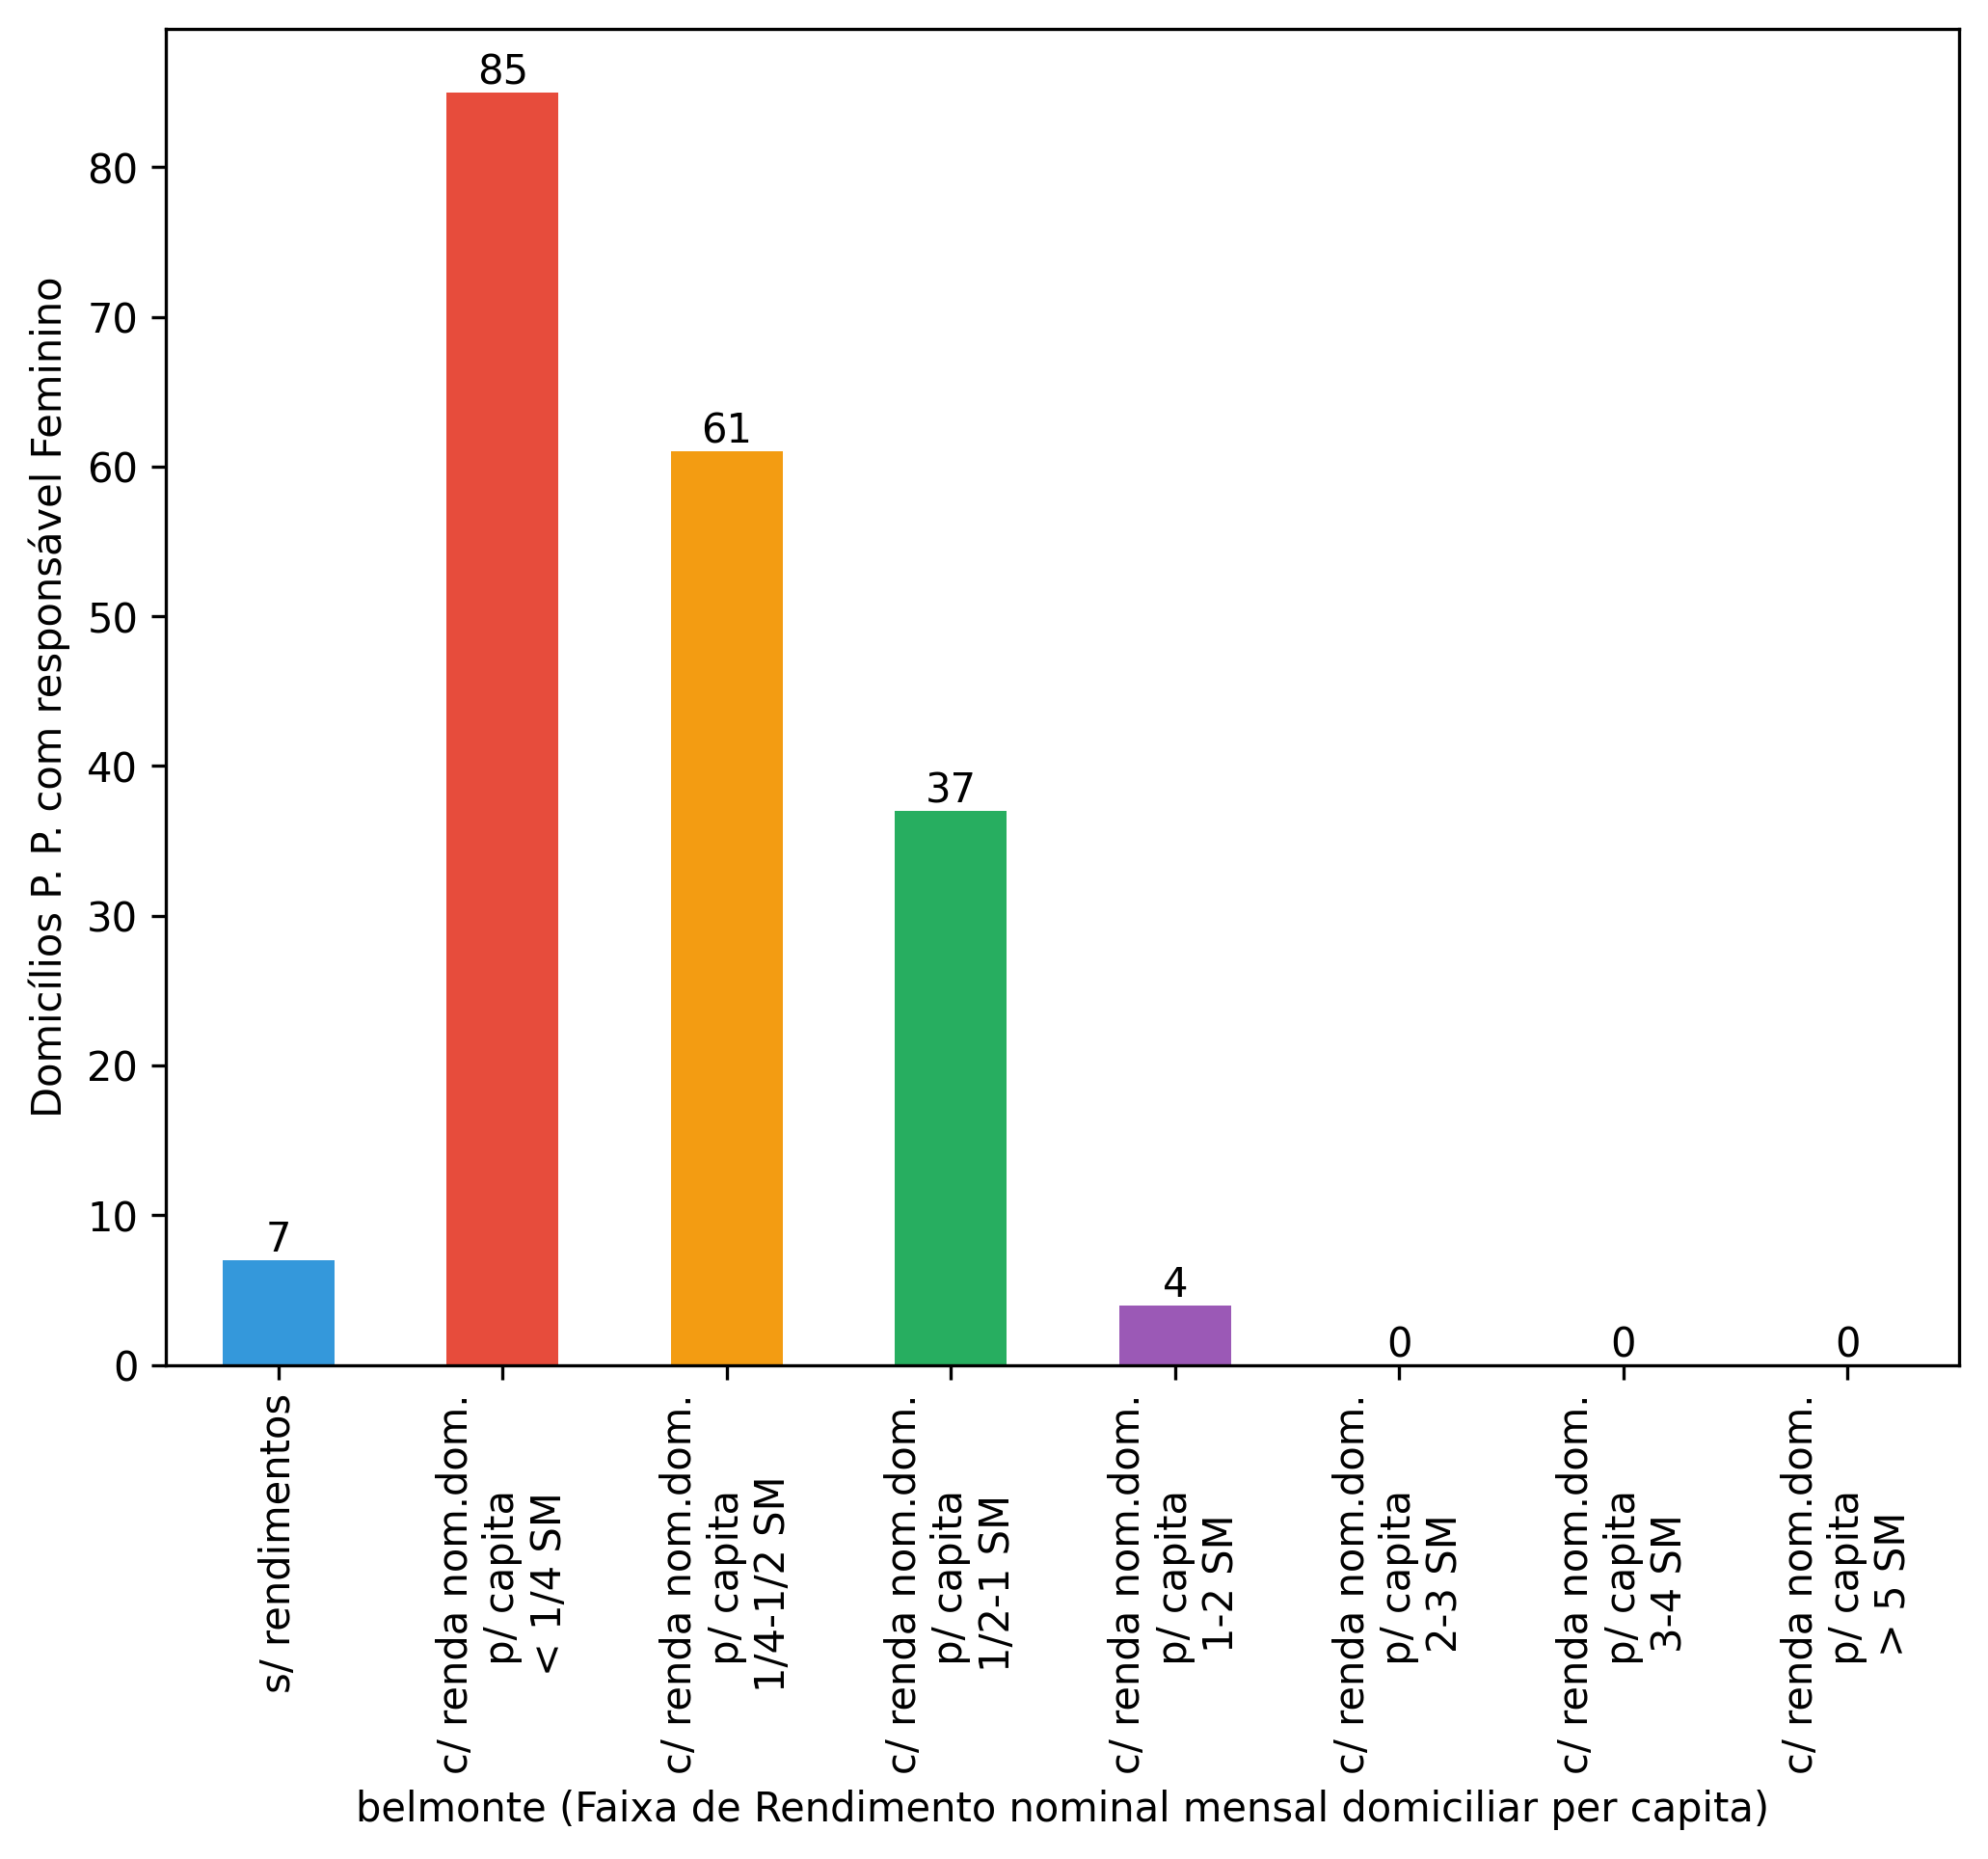 Domicílios P. P. com responsável Feminino
80
70
60
50
40
30
20
10
0
7
85
61
37
4
0
0
0
s/ rendimentos
c/ renda nom.dom.
p/ capita
< 1/4 SM
c/ renda nom.dom.
p/ capita
1/4-1/2 SM
c/ renda nom.dom.
p/ capita
1/2-1 SM
c/ renda nom.dom.
p/ capita
1-2 SM
c/ renda nom.dom.
p/ capita
2-3 SM
c/ renda nom.dom.
p/ capita
3-4 SM
c/ renda nom.dom.
p/ capita
> 5 SM
belmonte (Faixa de Rendimento nominal mensal domiciliar per capita)